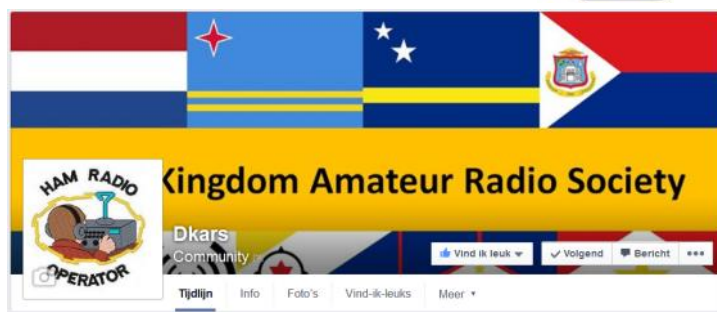 Kingdom Amateur Radio Society
HAM RADIO
OPERATOR
Dkars
Community
Vind ik leuk
Volgend
Bericht
Tijdlijn
Info
Foto's
Vind-ik-leuks
Meer